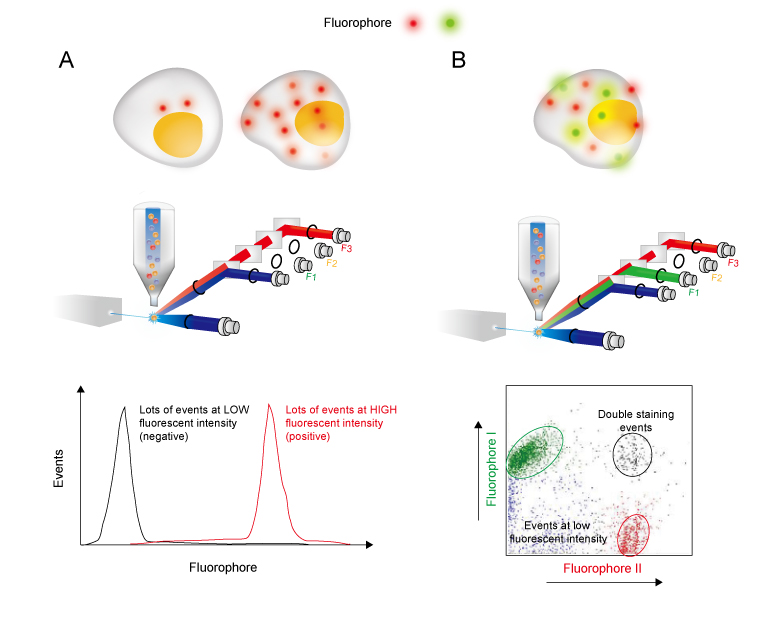 Fluorophore
A
B
F3
F2
F1
F3
F2
F1
Lots of events at LOW
fluorescent intensity
(negative)
Lots of events at HIGH
fluorescent intensity
(positive)
Events
Fluorophore
Double staining
events
Fluorophore I
Events at low
fluorescent intensity
Fluorophore II